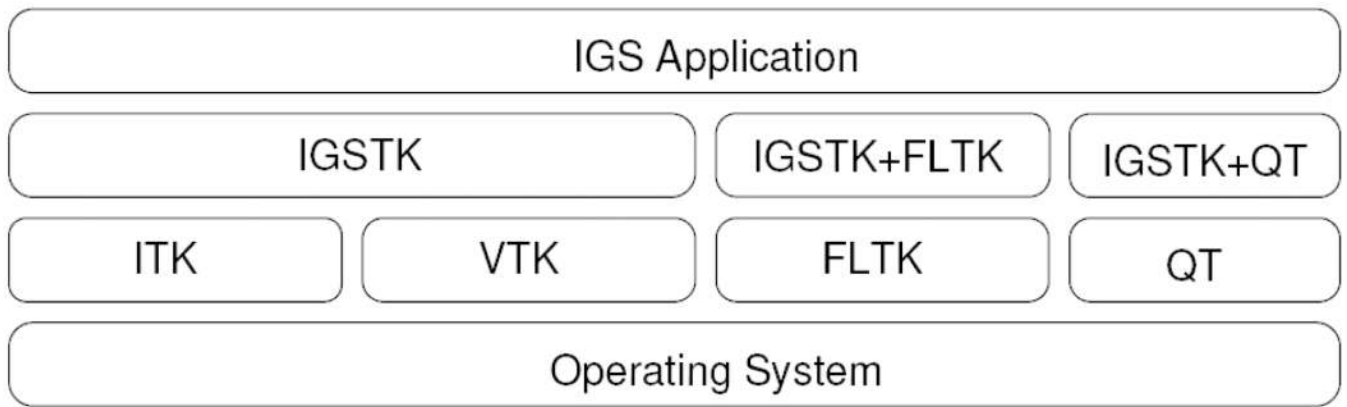 IGS Application
IGSTK
IGSTK+FLTK
IGSTK+QT
ITK
VTK
FLTK
QT
Operating System